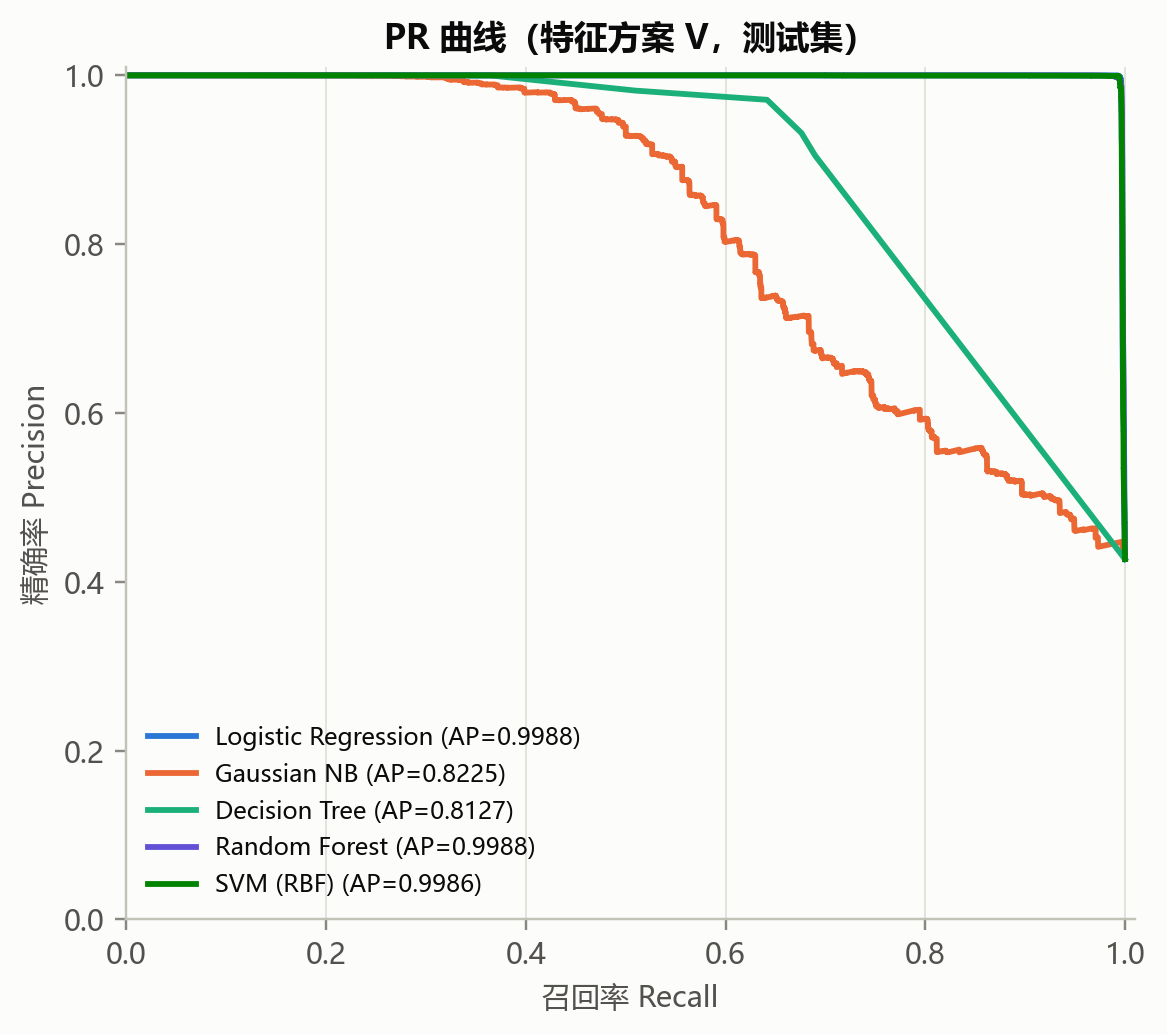 PR 曲线（特征方案 V，测试集）
1.0
0.8
0.6
0.4
0.2
0.0
精确率 Precision
Logistic Regression (AP=0.9988)
Gaussian NB (AP=0.8225)
Decision Tree (AP=0.8127)
Random Forest (AP=0.9988)
SVM (RBF) (AP=0.9986)
0.0 0.2 0.4 0.6 0.8 1.0
召回率 Recall